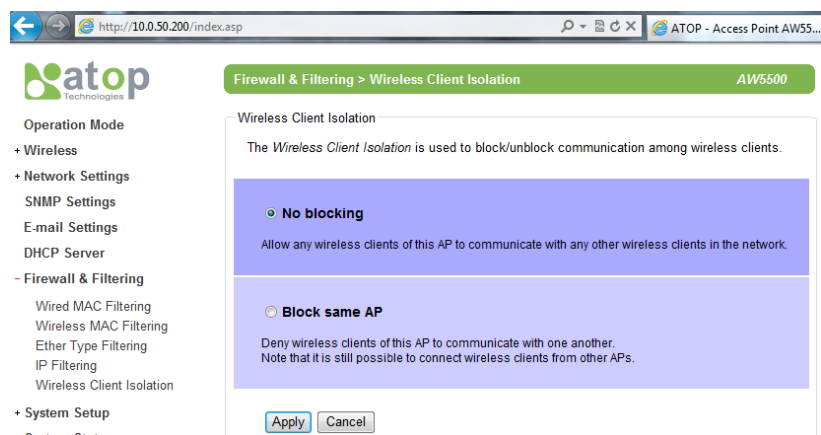 http://10.0.50.200/index.asp
ATOP - Access Point AW55...
atop
Technologies
Firewall & Filtering > Wireless Client Isolation AW5500
Operation Mode
+ Wireless
+ Network Settings
SNMP Settings
E-mail Settings
DHCP Server
- Firewall & Filtering
Wired MAC Filtering
Wireless MAC Filtering
Ether Type Filtering
IP Filtering
Wireless Client Isolation
+ System Setup
Wireless Client Isolation
The Wireless Client Isolation is used to block/unblock communication among wireless clients.
No blocking
Allow any wireless clients of this AP to communicate with any other wireless clients in the network.
Block same AP
Deny wireless clients of this AP to communicate with one another.
Note that it is still possible to connect wireless clients from other APs.
Apply Cancel